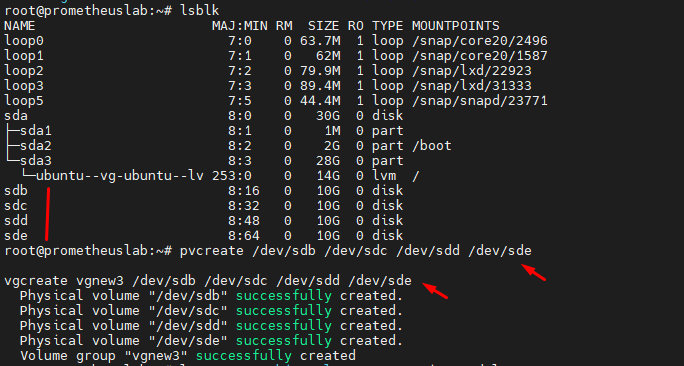 root@prometheuslab:~# lsblk
NAME                      MAJ:MIN RM  SIZE RO TYPE MOUNTPOINTS
loop0                       7:0    0 63.7M  1 loop /snap/core20/2496
loop1                       7:1    0   62M  1 loop /snap/core20/1587
loop2                       7:2    0 79.9M  1 loop /snap/lxd/22923
loop3                       7:3    0 89.4M  1 loop /snap/lxd/31333
loop5                       7:5    0 44.4M  1 loop /snap/snapd/23771
sda                         8:0    0   30G  0 disk
├─sda1                      8:1    0    1M  0 part
├─sda2                      8:2    0    2G  0 part /boot
└─sda3                      8:3    0   28G  0 part
  └─ubuntu--vg-ubuntu--lv 253:0    0   14G  0 lvm  /
sdb                         8:16   0   10G  0 disk
sdc                         8:32   0   10G  0 disk
sdd                         8:48   0   10G  0 disk
sde                         8:64   0   10G  0 disk
root@prometheuslab:~# pvcreate /dev/sdb /dev/sdc /dev/sdd /dev/sde
vgcreate vgnew3 /dev/sdb /dev/sdc /dev/sdd /dev/sde
  Physical volume "/dev/sdb" successfully created.
  Physical volume "/dev/sdc" successfully created.
  Physical volume "/dev/sdd" successfully created.
  Physical volume "/dev/sde" successfully created.
  Volume group "vgnew3" successfully created